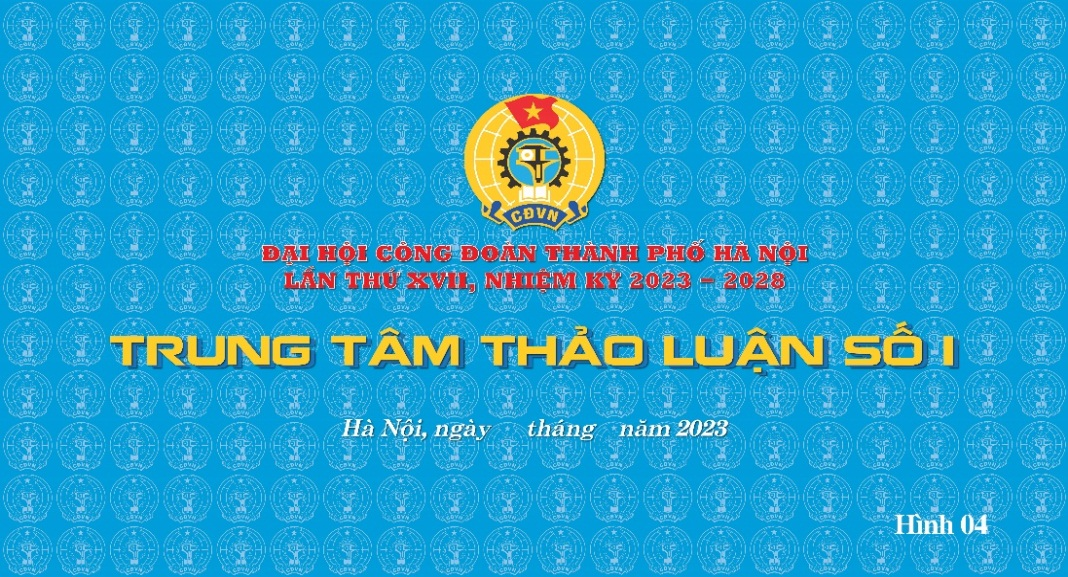 CĐVN
ĐẠI HỘI CÔNG ĐOÀN THÀNH PHỐ HÀ NỘI
LẦN THỨ XVII, NHIỆM KỲ 2023 – 2028
TRUNG TÂM THẢO LUẬN SỐ 1
Hà Nội, ngày tháng năm 2023
Hình 04